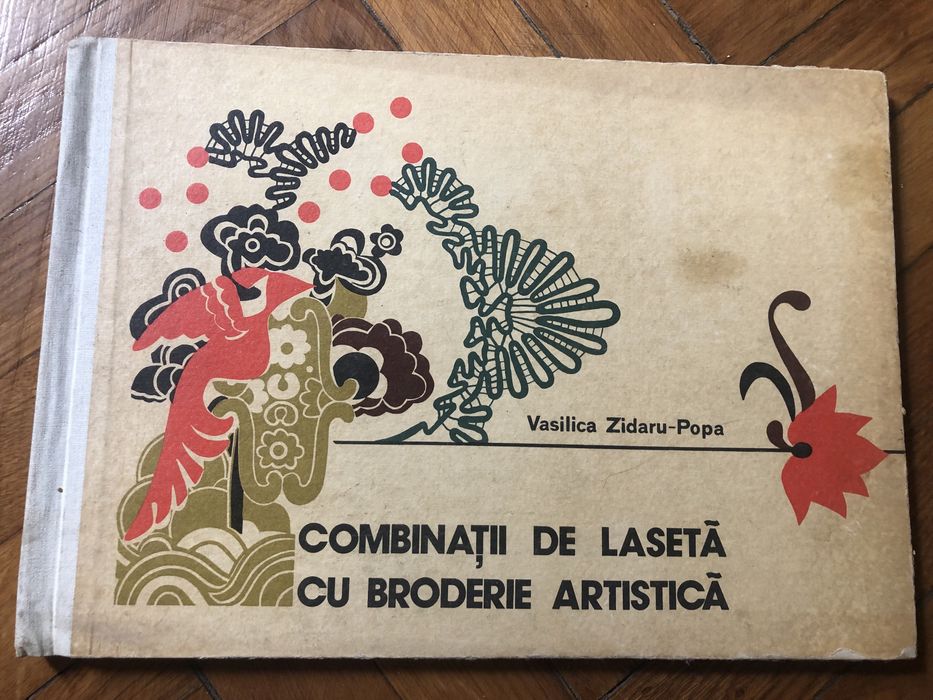 Vasilica Zidaru-Popa
COMBINAȚII DE LASETĂ
CU BRODERIE ARTISTICĂ